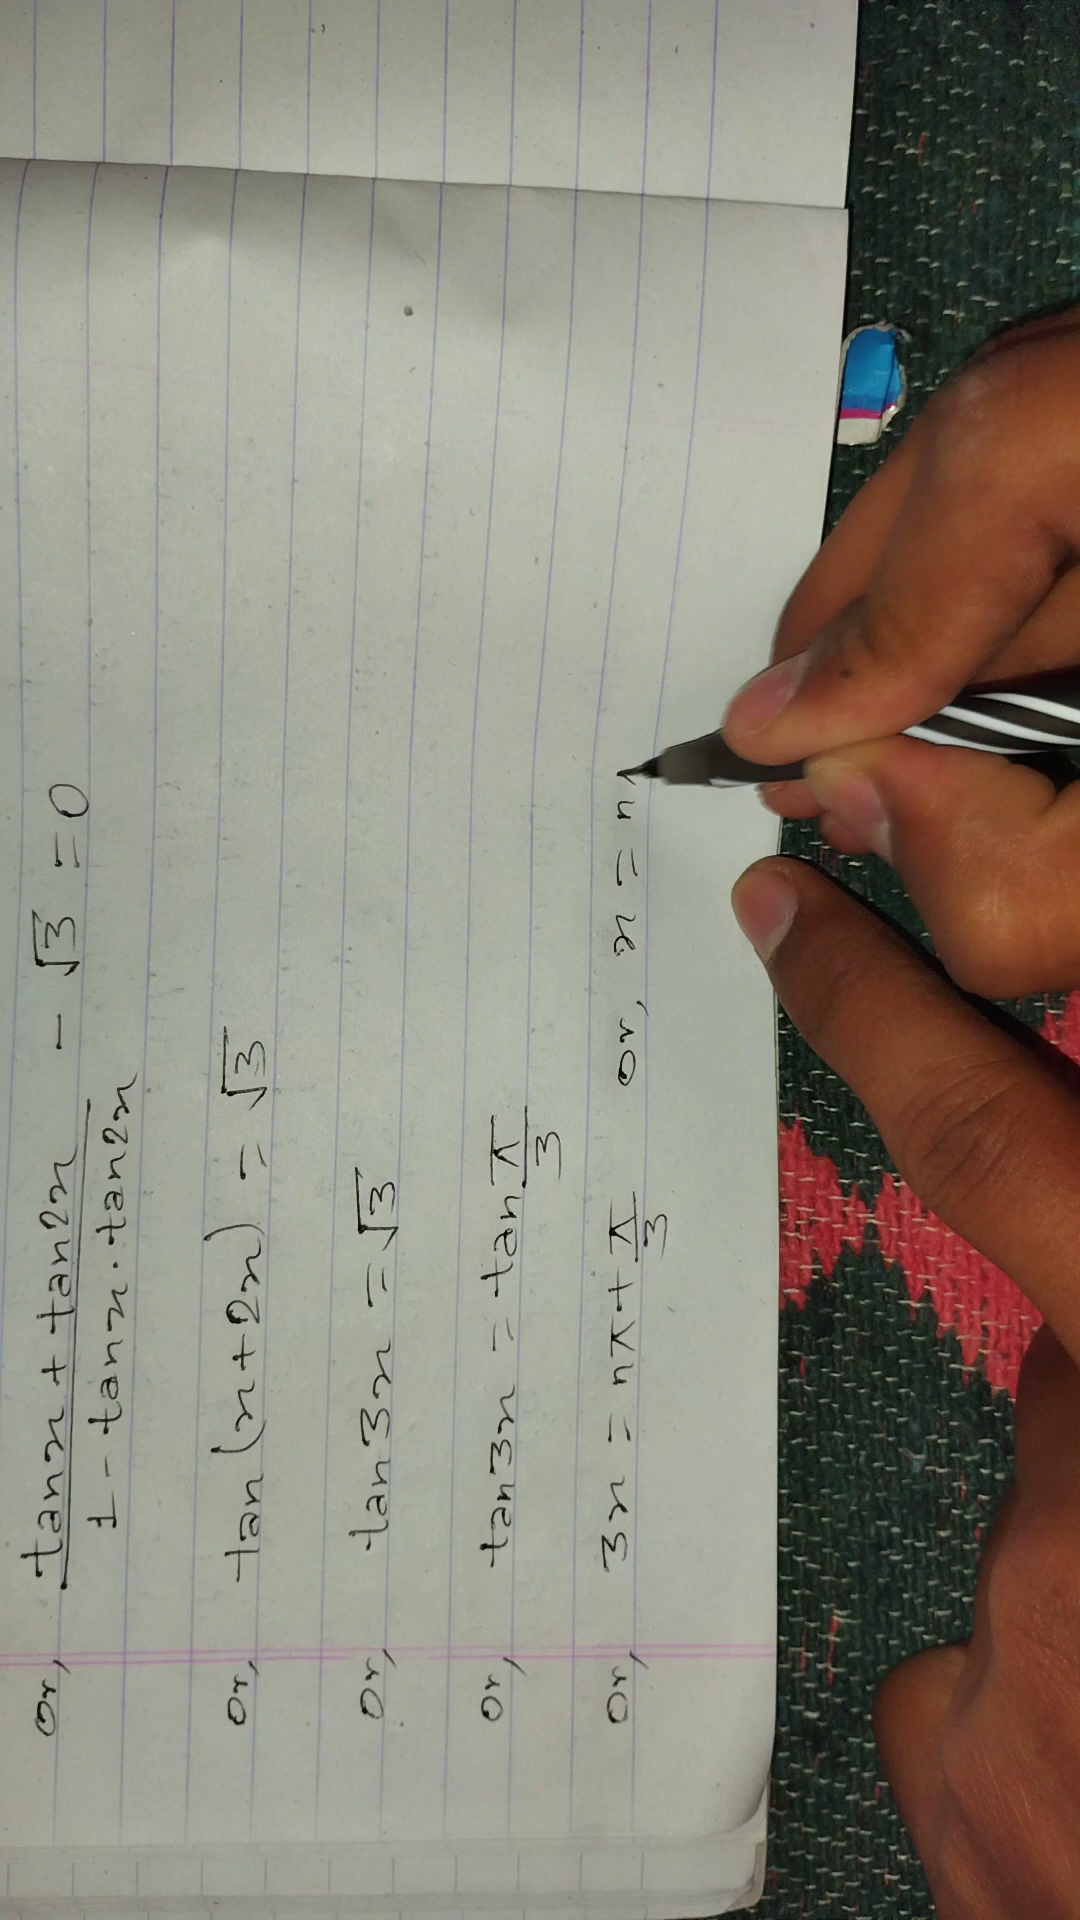 or, (tanx + tan2x)/(1 - tanx · tan2x) - √3 = 0
or, tan(x+2x) = √3
or, tan3x = √3
or, tan3x = tan π/3
or, 3x = nπ + π/3 or, x = n